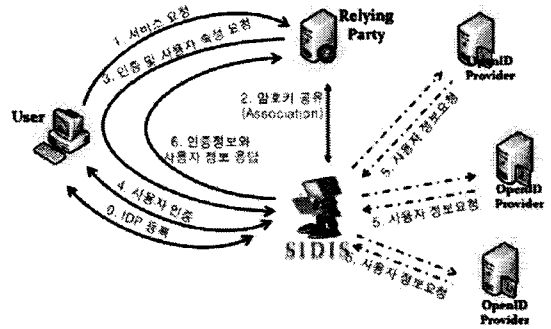 1. 서비스 요청
Relying
Party
3. 인증 및 사용자 속성 요청
OpenID
Provider
User
2. 암호키 공유
(Association)
5. 사용자 정보요청
6. 인증정보와
사용자 정보 응답
OpenID
Provider
4. 사용자 인증
5. 사용자 정보요청
0. IDP 등록
SIDIS
5. 사용자 정보요청
OpenID
Provider